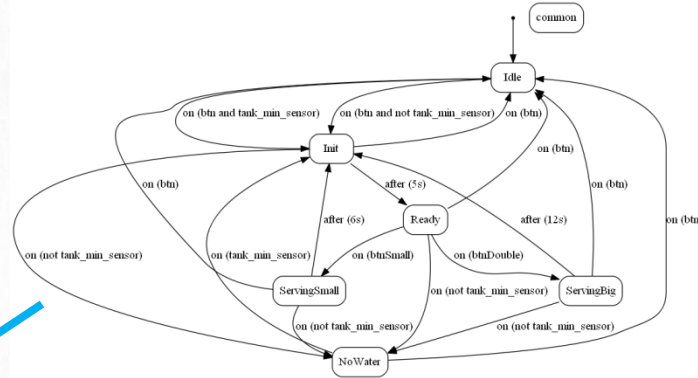 common
Idle
on (btn and tank_min_sensor)
on (btn and not tank_min_sensor)
on (btn)
Init
on (btn)
after (5s)
on (btn)
on (btn)
Ready
after (6s)
after (12s)
on (btn
on (not tank_min_sensor)
on (tank_min_sensor)
on (btnSmall)
on (btnDouble)
ServingSmall
on (not tank_min_sensor)
ServingBig
on (not tank_min_sensor)
on (not tank_min_sensor)
NoWater